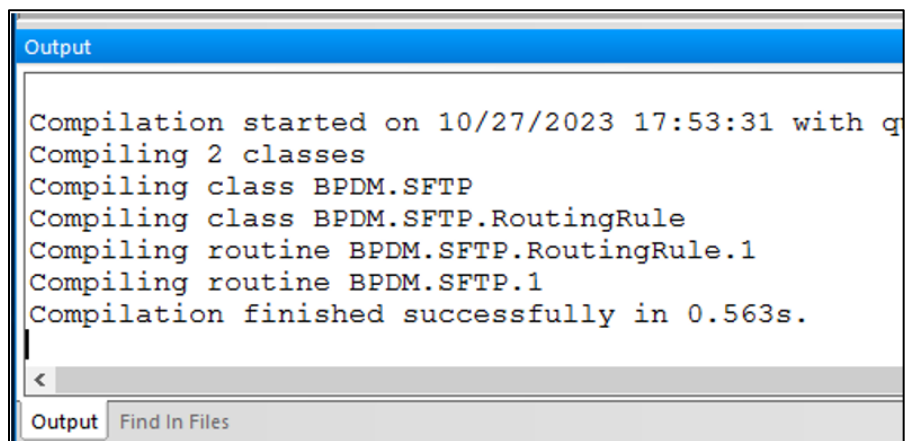 Output
Compilation started on 10/27/2023 17:53:31 with
Compiling 2 classes
Compiling class BPDM.SFTP
Compiling class BPDM.SFTP.RoutingRule
Compiling routine BPDM.SFTP.RoutingRule.1
Compiling routine BPDM.SFTP.1
Compilation finished successfully in 0.563s.
Output Find In Files